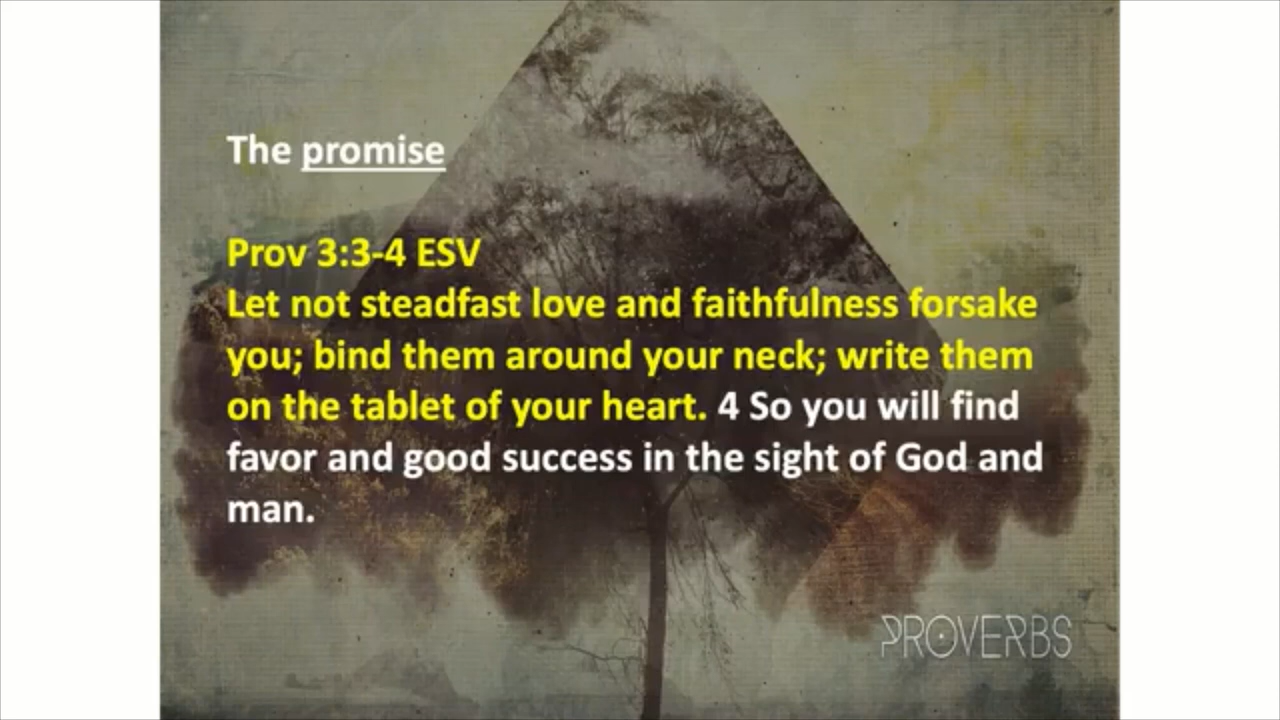 The promise
Prov 3:3-4 ESV
Let not steadfast love and faithfulness forsake
you; bind them around your neck; write them
on the tablet of your heart. 4 So you will find
favor and good success in the sight of God and
man.
PROVERBS